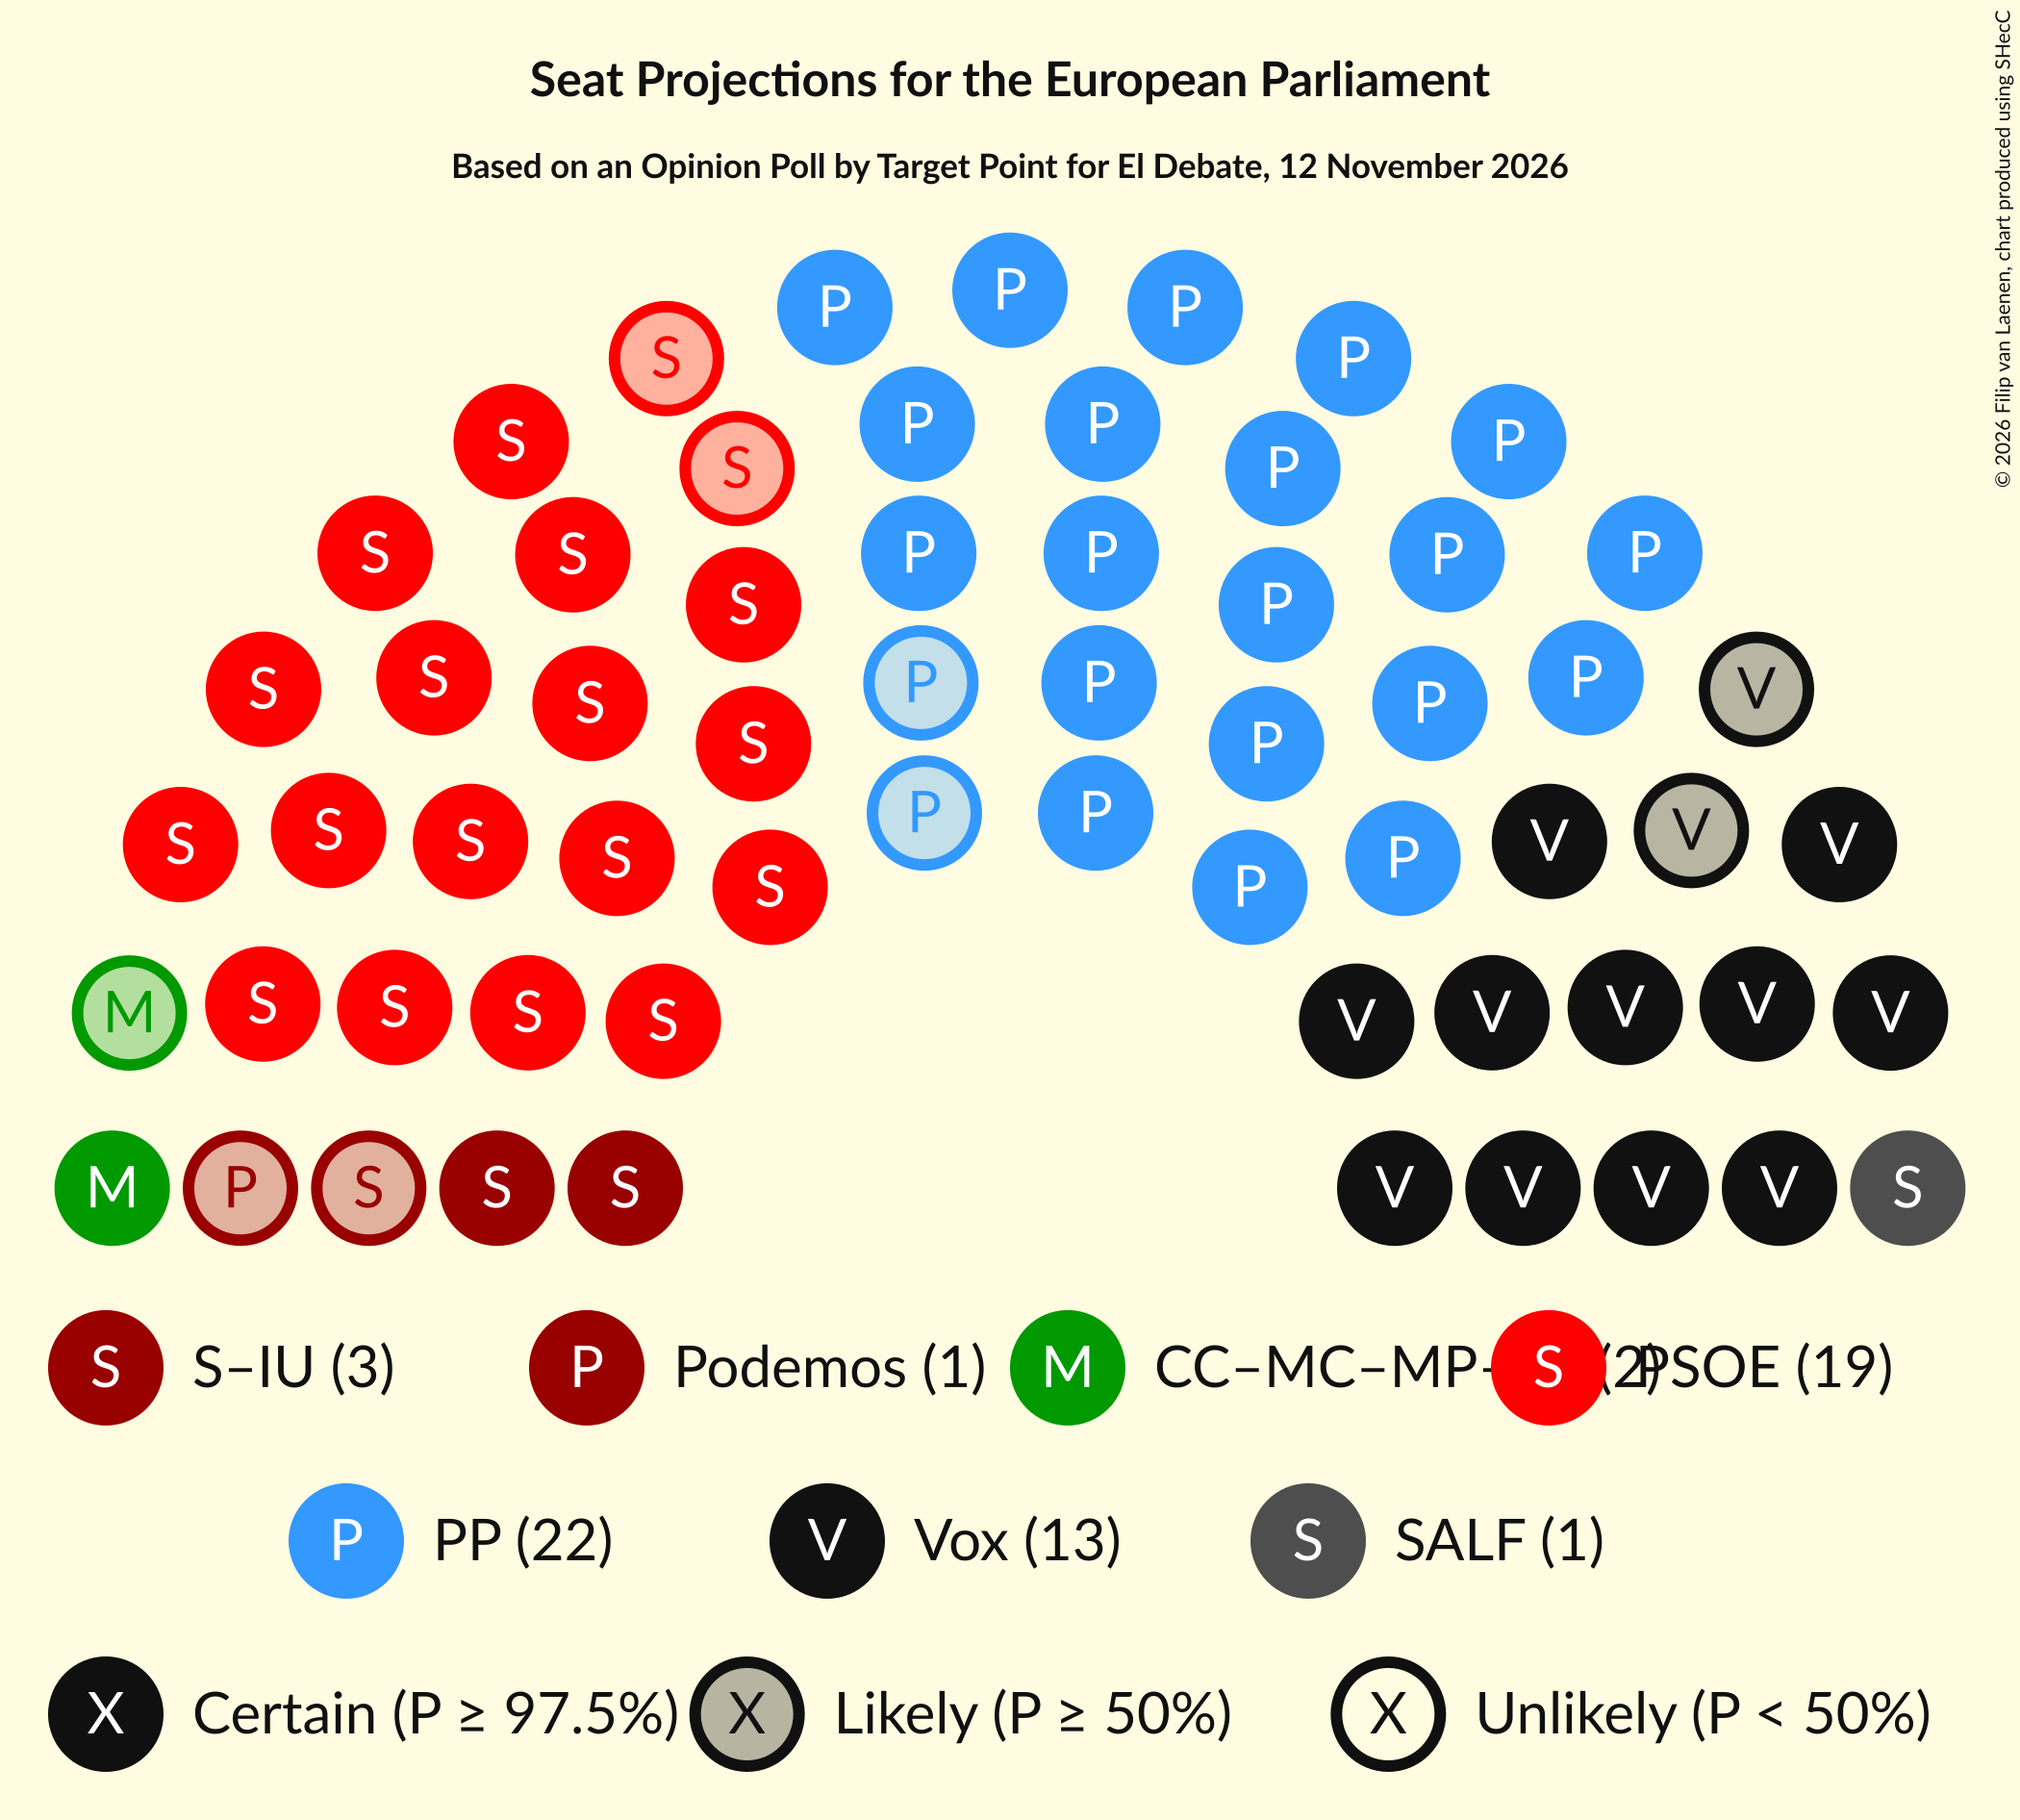 Seat Projections for the European Parliament
Based on an Opinion Poll by Target Point for El Debate, 12 November 2026
© 2026 Filip van Laenen, chart produced using SHecC
P
P P
P
S P
S P P
S P P
S S P P
S S P P P
S S P P
S S P P P V
S S P
S S S P P V V V
S P
M S S S S V V V V V
M P S S S V V V V S
S S–IU (3) P Podemos (1) M CC–MC–MP– (2) S PSOE (19)
P PP (22) V Vox (13) S SALF (1)
X Certain (P ≥ 97.5%) X Likely (P ≥ 50%) X Unlikely (P < 50%)